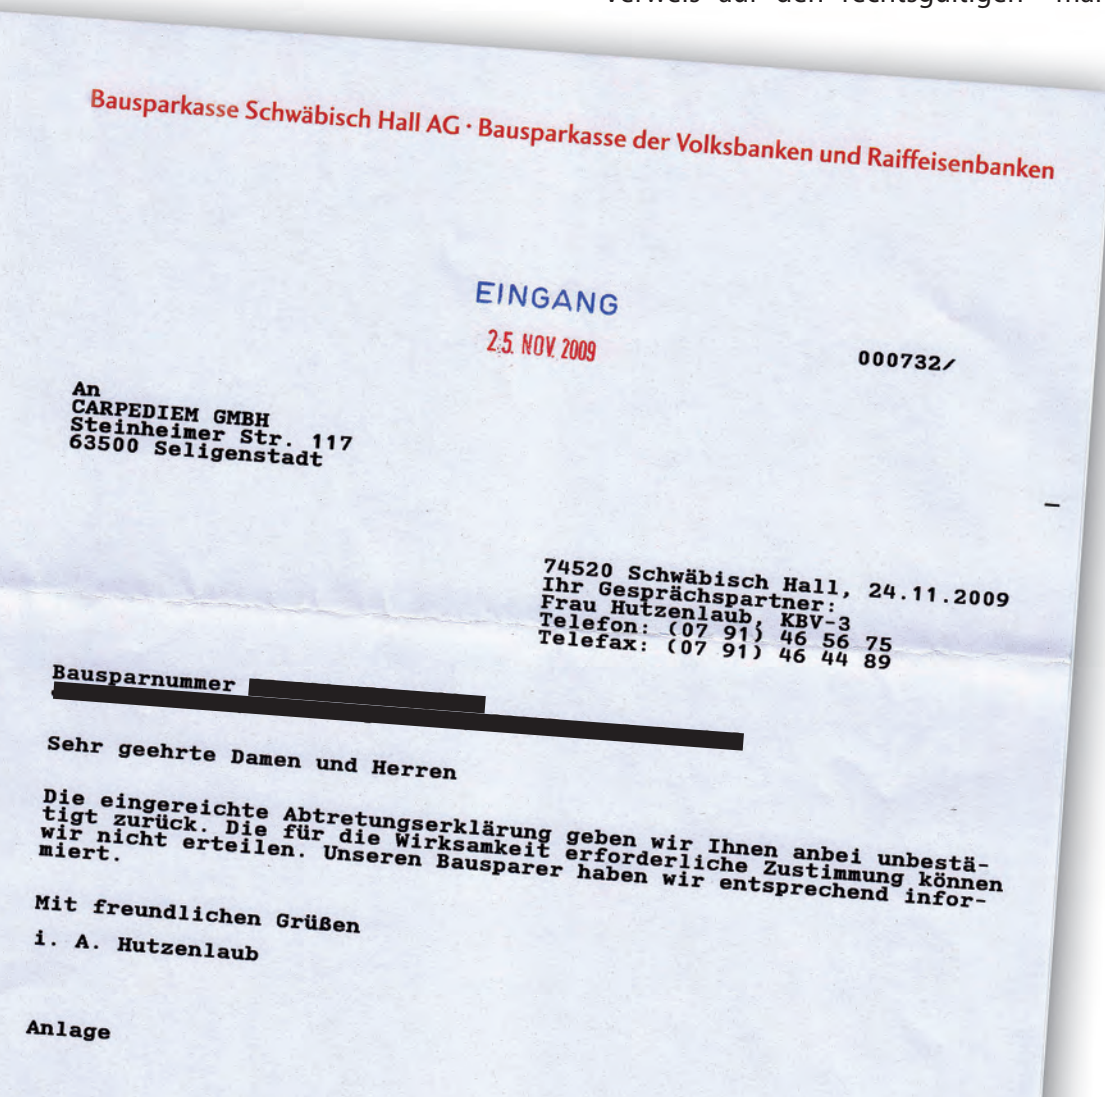 Verweis auf den rechtsgültigen
Bausparkasse Schwäbisch Hall AG · Bausparkasse der Volksbanken und Raiffeisenbanken
EINGANG
25. NOV. 2009
000732/
An
CARPEDIEM GMBH
Steinheimer Str. 117
63500 Seligenstadt
–
74520 Schwäbisch Hall, 24.11.2009
Ihr Gesprächspartner:
Frau Hutzenlaub, KBV-3
Telefon: (07 91) 46 56 75
Telefax: (07 91) 46 44 89
Bausparnummer
Sehr geehrte Damen und Herren
Die eingereichte Abtretungserklärung geben wir Ihnen anbei unbestä-
tigt zurück. Die für die Wirksamkeit erforderliche Zustimmung können
wir nicht erteilen. Unseren Bausparer haben wir entsprechend infor-
miert.
Mit freundlichen Grüßen
i. A. Hutzenlaub
Anlage